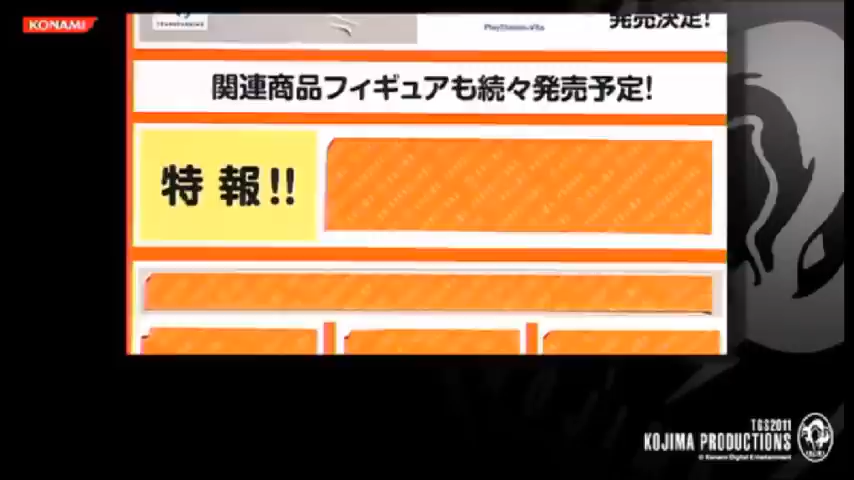 KONAMI
TRANSFARRING
PlayStation Vita
発売決定!
関連商品フィギュアも続々発売予定!
特報!!
TGS2011
KOJIMA PRODUCTIONS
© Konami Digital Entertainment